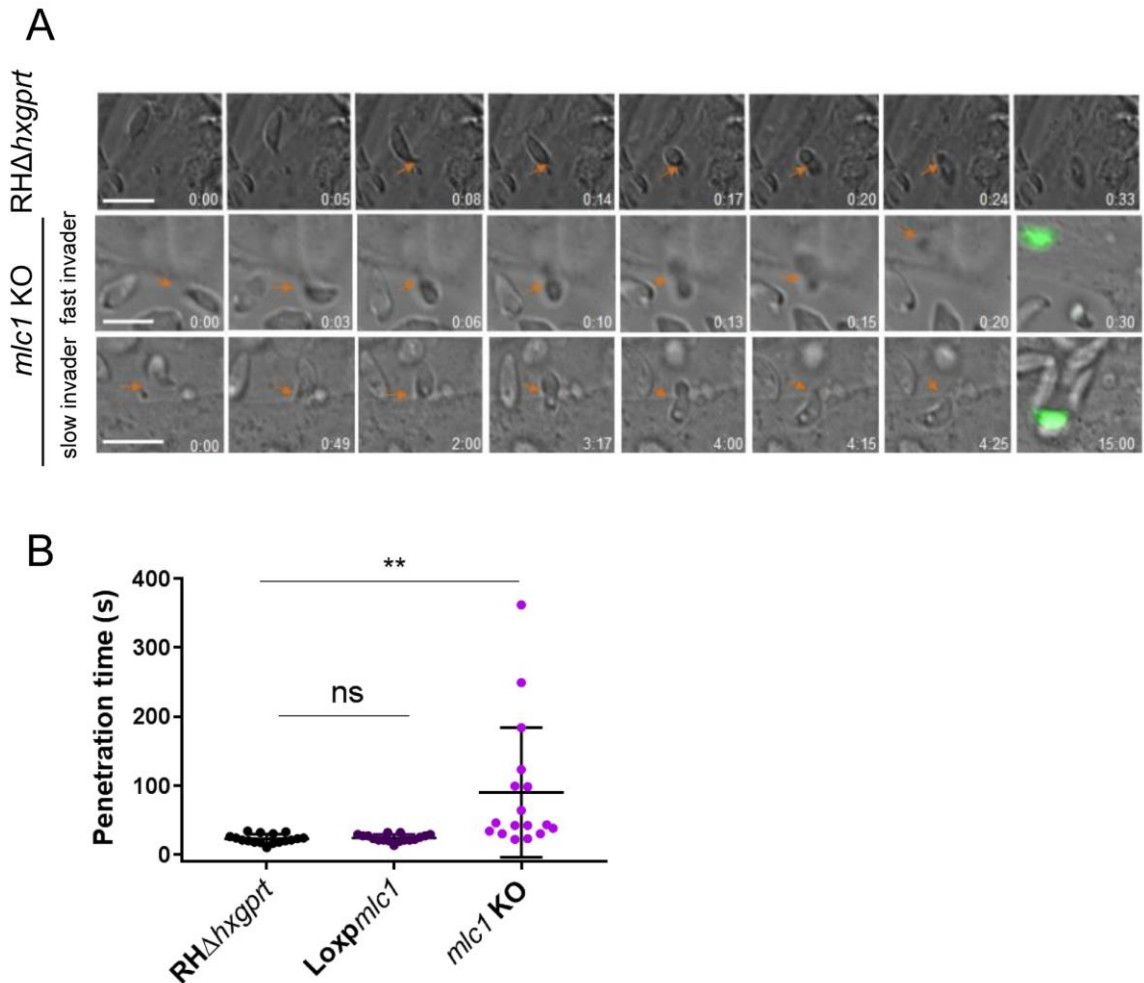 A
RHΔhxgprt
0:00 0:05 0:08 0:14 0:17 0:20 0:24 0:33
mlc1 KO
fast invader
0:00 0:03 0:06 0:10 0:13 0:15 0:20 0:30
slow invader
0:00 0:49 2:00 3:17 4:00 4:15 4:25 15:00
B
Penetration time (s)
400
300
200
100
0
**
ns
RHΔhxgprt
Loxpmlc1
mlc1 KO